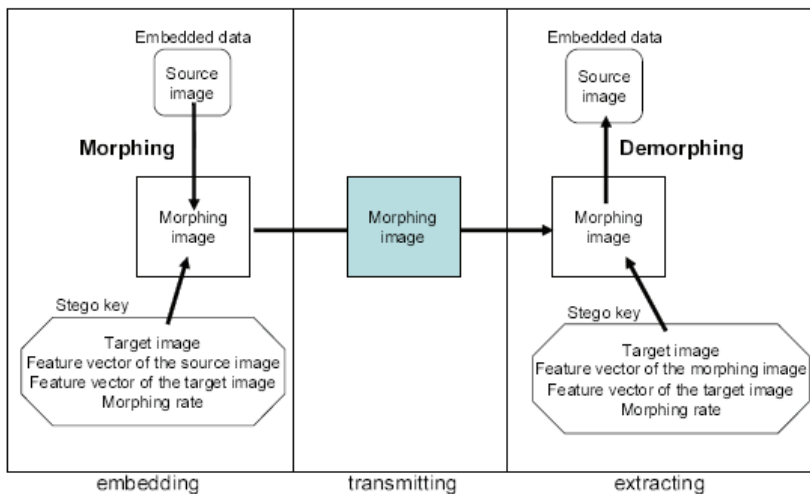 Embedded data
Source
image
Morphing
Morphing
image
Stego key
Target image
Feature vector of the source image
Feature vector of the target image
Morphing rate
embedding
Morphing
image
transmitting
Embedded data
Source
image
Demorphing
Morphing
image
Stego key
Target image
Feature vector of the morphing image
Feature vector of the target image
Morphing rate
extracting